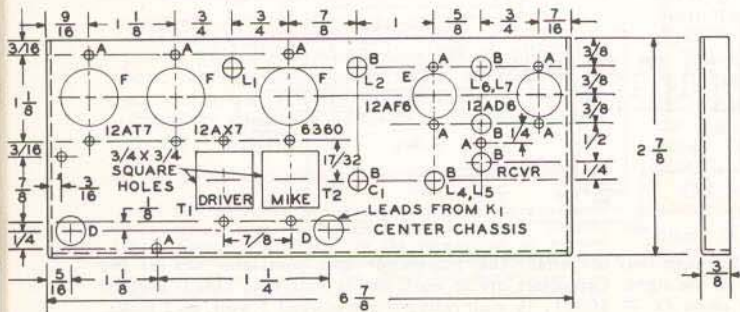 9/16 1 1/8 3/4 3/4 7/8 1 5/8 3/4 7/16
3/16 A A A B B A 3/8
F F L1 F L2 E L6,L7
1 1/8 12AF6 12AD6 3/8
3/8
A B A
12AT7 12AX7 6360 1/4 1/2 2 7/8
3/16 3/4 X 3/4 17/32 A
SQUARE B
HOLES B B RCVR 1/4
7/8 3/16 T1 DRIVER MIKE T2 C1 L4,L5
1/8 LEADS FROM K1
D 7/8 D CENTER CHASSIS
1/4 A
5/16 1 1/8 1 1/4 3/8
6 7/8